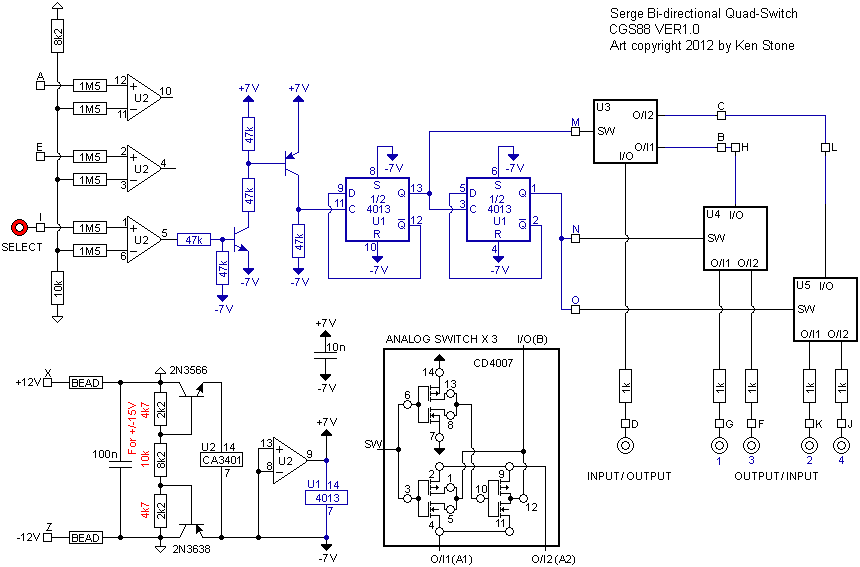 Serge Bi-directional Quad-Switch
CGS88 VER1.0
Art copyright 2012 by Ken Stone
8k2
A
1M5
12
+
U2
10
1M5
11
−
E
1M5
2
+
U2
4
1M5
3
−
SELECT
I
1M5
1
+
U2
5
1M5
6
−
10k
47k
47k
-7V
+7V
47k
47k
-7V
+7V
47k
-7V
8
-7V
9
D
S
Q
13
11
C
1/2
4013
U1
Q
12
R
10
-7V
6
-7V
5
D
S
Q
1
3
C
1/2
4013
U1
Q
2
R
4
-7V
M
N
O
U3
SW
O/I2
O/I1
I/O
C
B
H
L
U4
I/O
SW
O/I1
O/I2
U5
I/O
SW
O/I1
O/I2
1k
1k
1k
1k
1k
D
G
F
K
J
1
3
2
4
INPUT/OUTPUT
OUTPUT/INPUT
X
+12V
BEAD
2N3566
For +/-15V
4k7
2k2
100n
10k
8k2
4k7
2k2
U2
14
CA3401
7
Z
-12V
BEAD
2N3638
13
+
U2
9
8
−
+7V
10n
-7V
+7V
U1
14
4013
7
-7V
ANALOG SWITCH X 3
I/O(B)
CD4007
14
6
13
8
7
SW
2
3
1
5
4
9
10
12
11
O/I1(A1)
O/I2(A2)